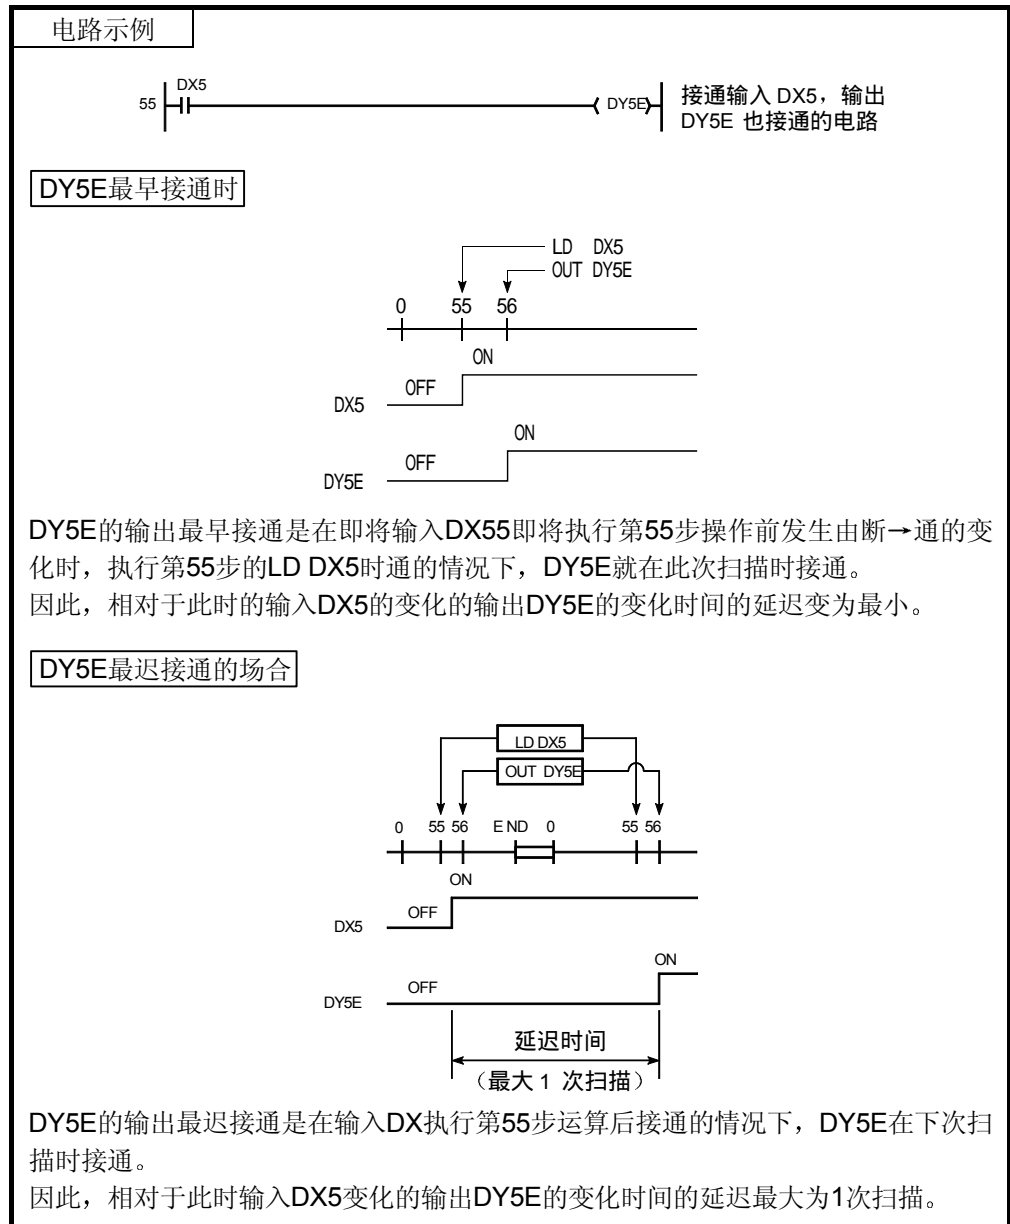 电路示例
DX5
55
DY5E
接通输入 DX5，输出
DY5E 也接通的电路
DY5E最早接通时
LD DX5
OUT DY5E
0 55 56
ON
OFF
DX5
ON
OFF
DY5E
DY5E的输出最早接通是在即将输入DX55即将执行第55步操作前发生由断→通的变
化时，执行第55步的LD DX5时通的情况下，DY5E就在此次扫描时接通。
因此，相对于此时的输入DX5的变化的输出DY5E的变化时间的延迟变为最小。
DY5E最迟接通的场合
LD DX5
OUT DY5E
0 55 56 END 0 55 56
ON
OFF
DX5
ON
OFF
DY5E
延迟时间
（最大 1 次扫描）
DY5E的输出最迟接通是在输入DX执行第55步运算后接通的情况下，DY5E在下次扫
描时接通。
因此，相对于此时输入DX5变化的输出DY5E的变化时间的延迟最大为1次扫描。